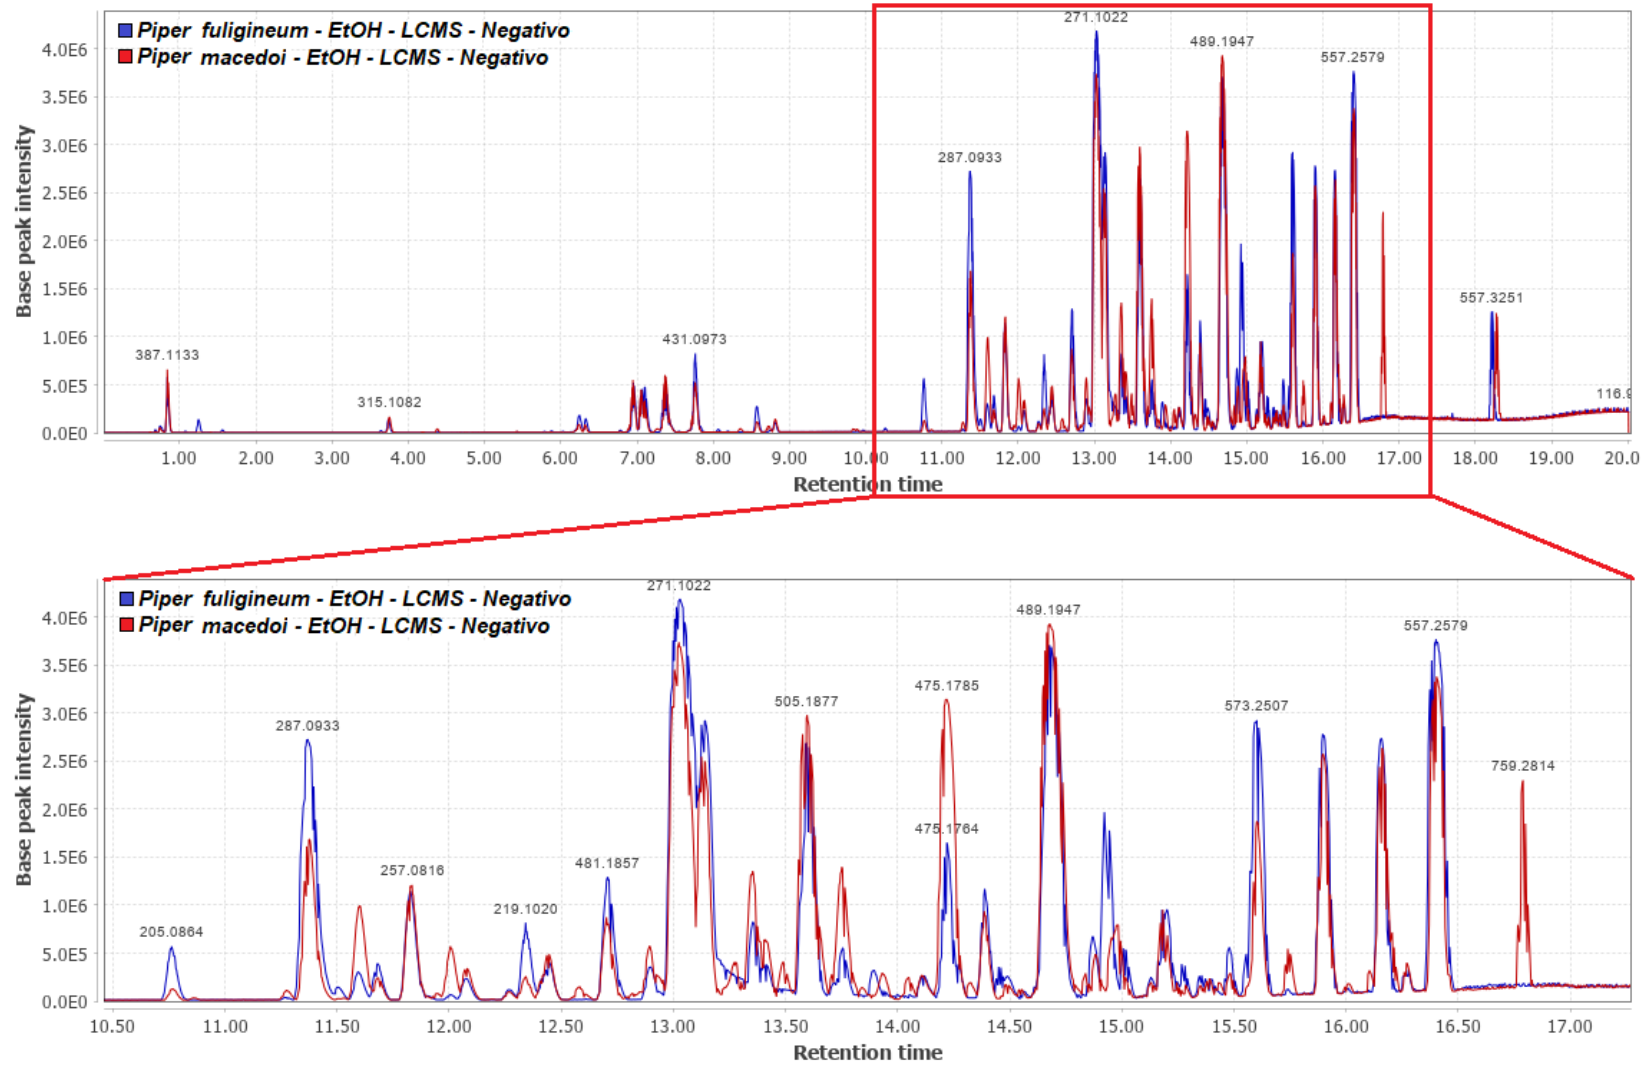 Piper fuligineum - EtOH - LCMS - Negativo
Piper macedoi - EtOH - LCMS - Negativo
Base peak intensity
4.0E6
3.5E6
3.0E6
2.5E6
2.0E6
1.5E6
1.0E6
5.0E5
0.0E0
387.1133
315.1082
431.0973
287.0933
271.1022
489.1947
557.2579
557.3251
116.9
1.00 2.00 3.00 4.00 5.00 6.00 7.00 8.00 9.00 10.00 11.00 12.00 13.00 14.00 15.00 16.00 17.00 18.00 19.00 20.0
Retention time
Piper fuligineum - EtOH - LCMS - Negativo
Piper macedoi - EtOH - LCMS - Negativo
Base peak intensity
4.0E6
3.5E6
3.0E6
2.5E6
2.0E6
1.5E6
1.0E6
5.0E5
0.0E0
205.0864
287.0933
257.0816
219.1020
481.1857
271.1022
505.1877
475.1785
475.1764
489.1947
573.2507
557.2579
759.2814
10.50 11.00 11.50 12.00 12.50 13.00 13.50 14.00 14.50 15.00 15.50 16.00 16.50 17.00
Retention time